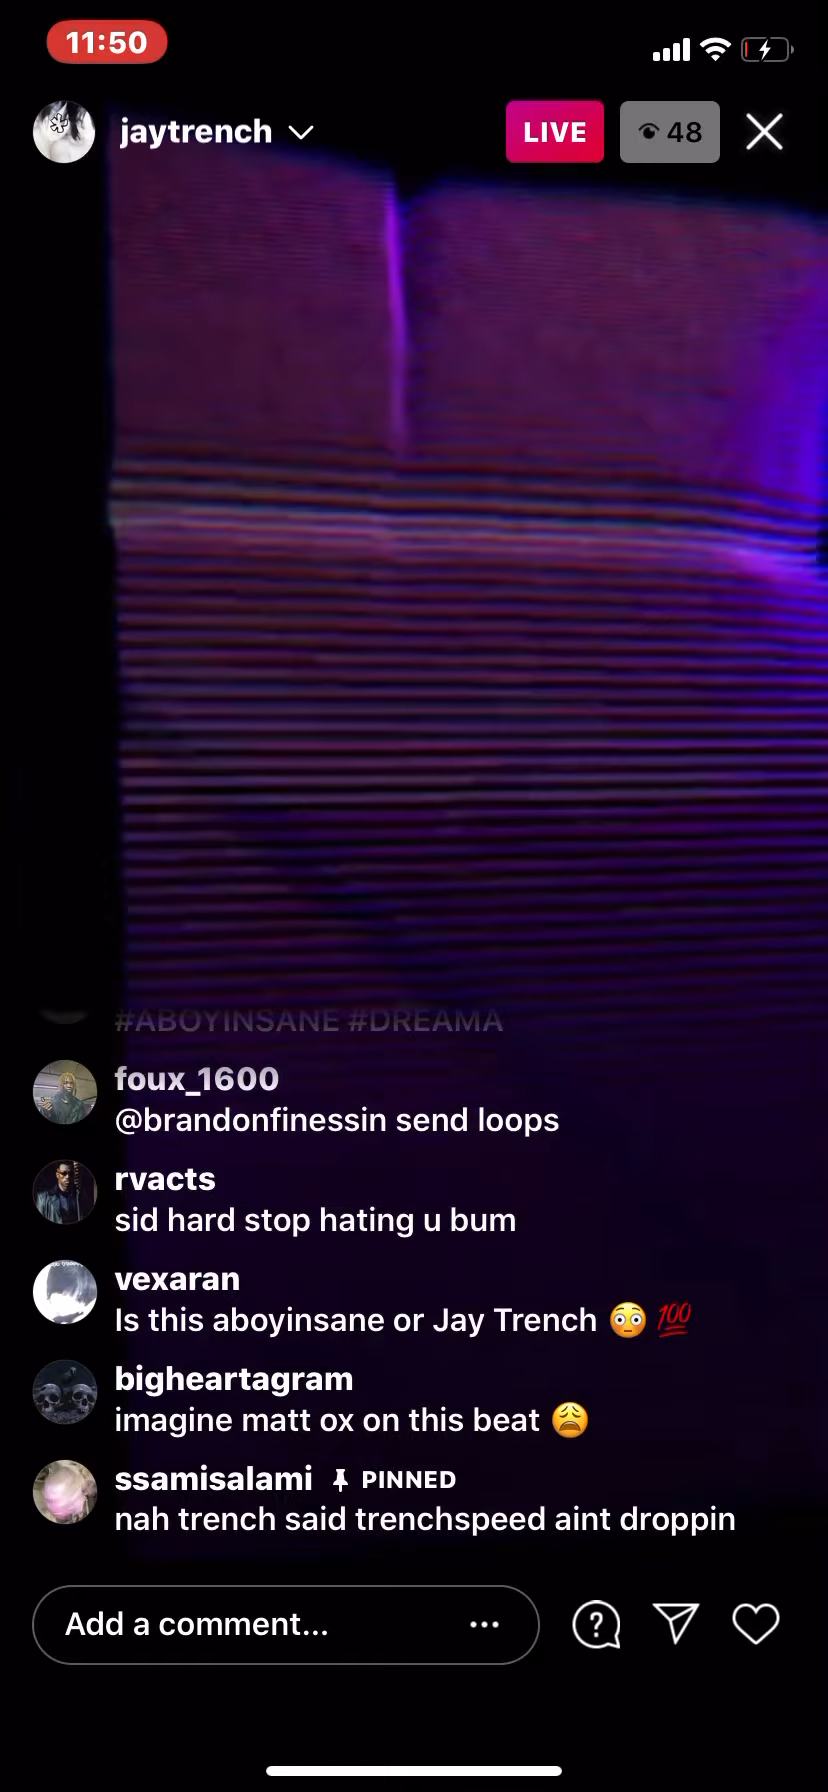 11:50
jaytrench
LIVE
48
#ABOYINSANE #DREAMA
foux_1600
@brandonfinessin send loops
rvacts
sid hard stop hating u bum
vexaran
Is this aboyinsane or Jay Trench 😳 💯
bigheartagram
imagine matt ox on this beat 😩
ssamisalami PINNED
nah trench said trenchspeed aint droppin
Add a comment...